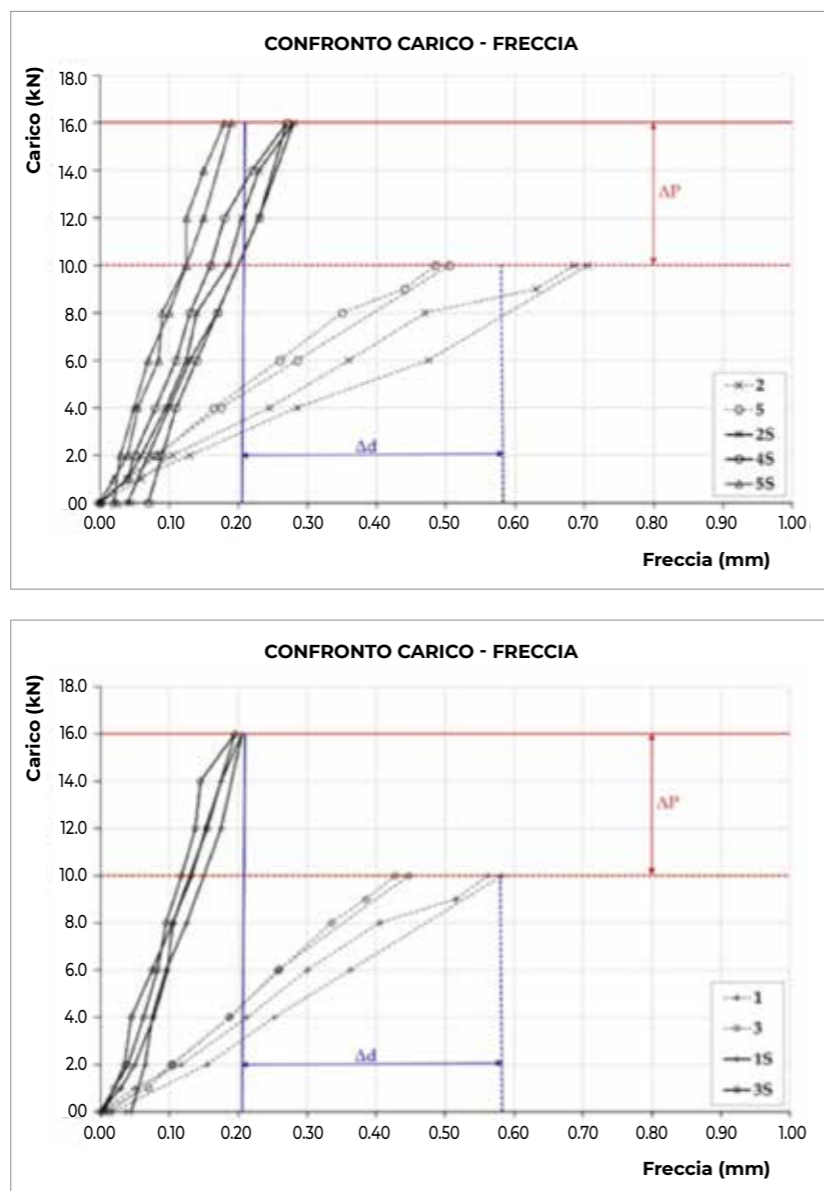 CONFRONTO CARICO - FRECCIA
Carico (kN)
18.0
16.0
14.0
12.0
10.0
8.0
6.0
4.0
2.0
.00
ΔP
Δd
2
5
2S
4S
5S
0.00 0.10 0.20 0.30 0.40 0.50 0.60 0.70 0.80 0.90 1.00
Freccia (mm)
CONFRONTO CARICO - FRECCIA
Carico (kN)
18.0
16.0
14.0
12.0
10.0
8.0
6.0
4.0
2.0
.00
ΔP
Δd
1
3
1S
3S
0.00 0.10 0.20 0.30 0.40 0.50 0.60 0.70 0.80 0.90 1.00
Freccia (mm)